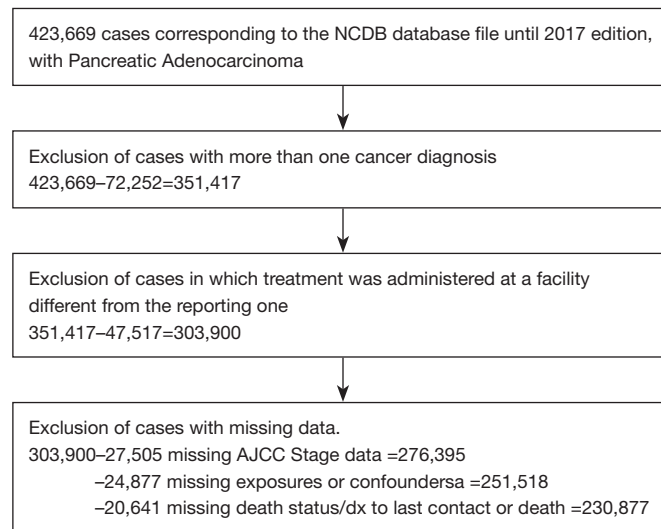 423,669 cases corresponding to the NCDB database file until 2017 edition,
with Pancreatic Adenocarcinoma
Exclusion of cases with more than one cancer diagnosis
423,669–72,252=351,417
Exclusion of cases in which treatment was administered at a facility
different from the reporting one
351,417–47,517=303,900
Exclusion of cases with missing data.
303,900–27,505 missing AJCC Stage data =276,395
–24,877 missing exposures or confoundersa =251,518
–20,641 missing death status/dx to last contact or death =230,877